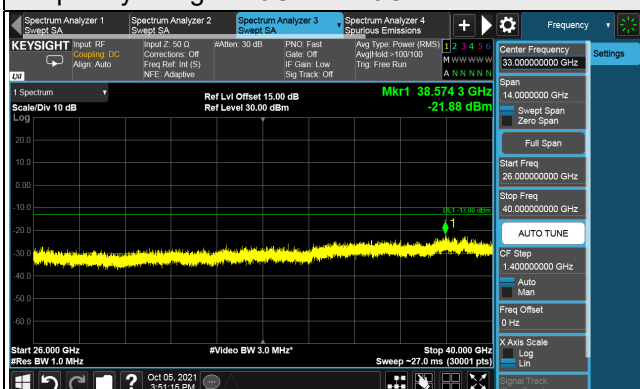 Spectrum Analyzer 1
Swept SA
Spectrum Analyzer 2
Swept SA
Spectrum Analyzer 3
Swept SA
Spectrum Analyzer 4
Spurious Emissions
Frequency
KEYSIGHT
Input: RF
Coupling: DC
Align: Auto
Input Z: 50 Ω
Corrections: Off
Freq Ref: Int (S)
NFE: Adaptive
#Atten: 30 dB
PNO: Fast
Gate: Off
IF Gain: Low
Sig Track: Off
Avg Type: Power (RMS)
Avg|Hold:>100/100
Trig: Free Run
1 2 3 4 5 6
M W W W W W
A N N N N N
LXI
1 Spectrum
Scale/Div 10 dB
Log
Ref Lvl Offset 15.00 dB
Ref Level 30.00 dBm
Mkr1 38.574 3 GHz
-21.88 dBm
20.0
10.0
0.00
-10.0
-20.0
-30.0
-40.0
-50.0
-60.0
DL1 -13.00 dBm
1
Start 26.000 GHz
#Res BW 1.0 MHz
#Video BW 3.0 MHz*
Stop 40.000 GHz
Sweep ~27.0 ms (30001 pts)
Oct 05, 2021
3:51:15 PM
Center Frequency
33.000000000 GHz
Settings
Span
14.0000000 GHz
Swept Span
Zero Span
Full Span
Start Freq
26.000000000 GHz
Stop Freq
40.000000000 GHz
AUTO TUNE
CF Step
1.400000000 GHz
Auto
Man
Freq Offset
0 Hz
X Axis Scale
Log
Lin
Signal Track